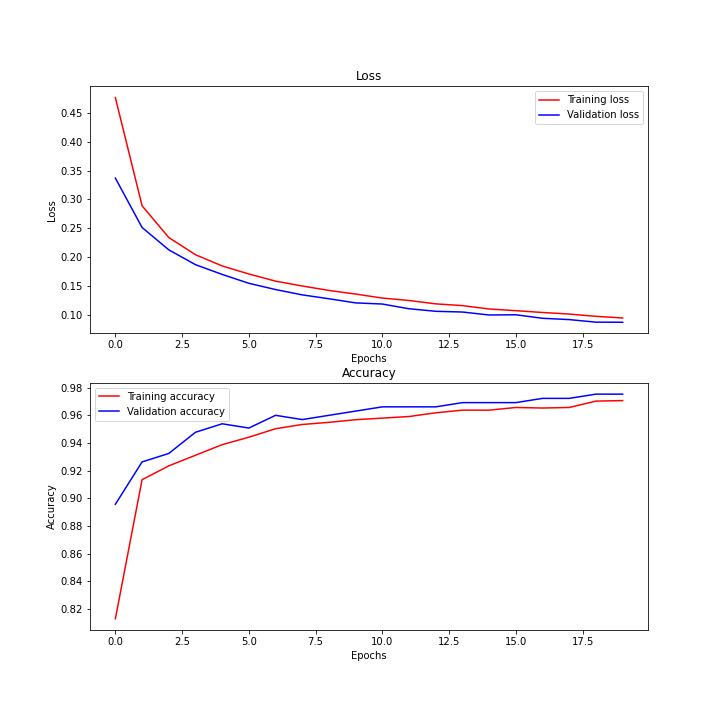 Loss
Training loss
Validation loss
0.45
0.40
0.35
0.30
0.25
0.20
0.15
0.10
Loss
0.0 2.5 5.0 7.5 10.0 12.5 15.0 17.5
Epochs
Accuracy
Training accuracy
Validation accuracy
0.98
0.96
0.94
0.92
0.90
0.88
0.86
0.84
0.82
Accuracy
0.0 2.5 5.0 7.5 10.0 12.5 15.0 17.5
Epochs